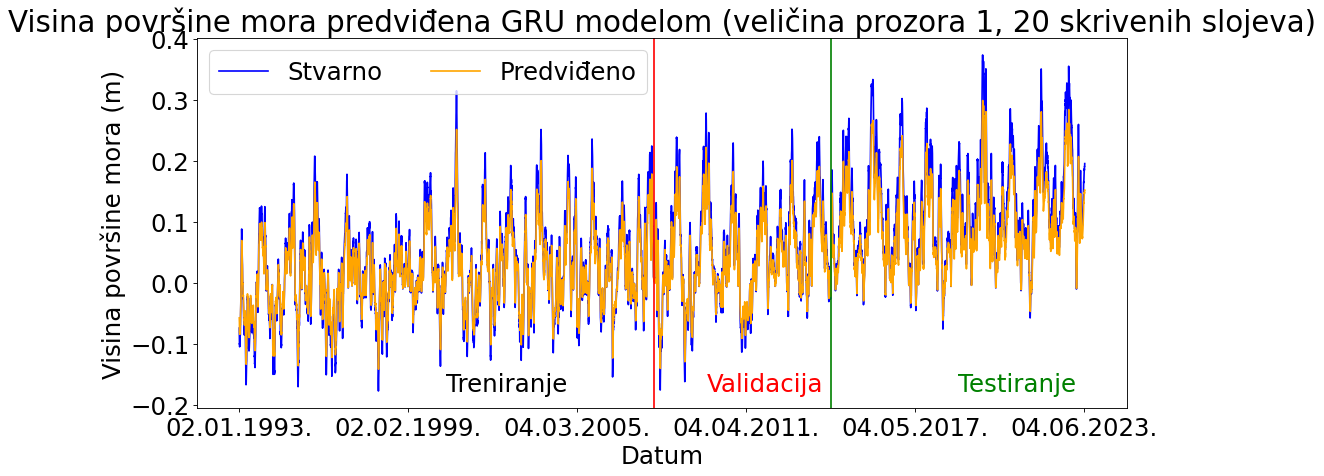 Visina površine mora predviđena GRU modelom (veličina prozora 1, 20 skrivenih slojeva)
Stvarno
Predviđeno
Visina površine mora (m)
0.4
0.3
0.2
0.1
0.0
−0.1
−0.2
Treniranje
Validacija
Testiranje
02.01.1993.
02.02.1999.
04.03.2005.
04.04.2011.
04.05.2017.
04.06.2023.
Datum